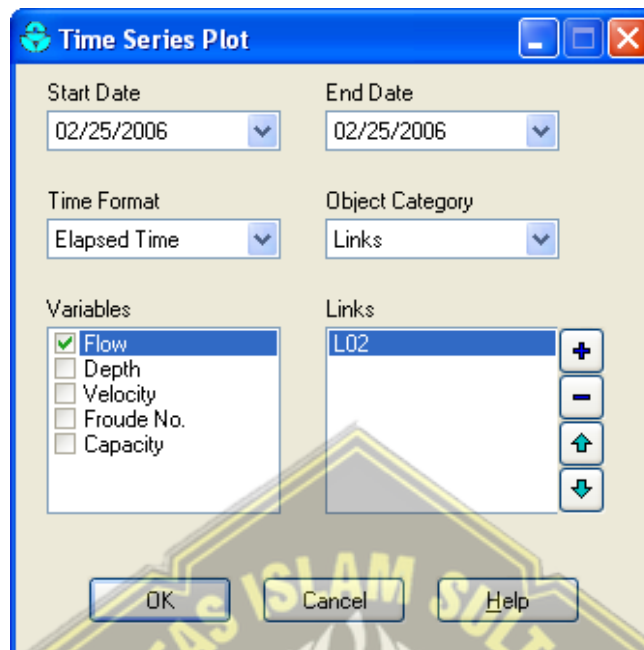 Time Series Plot
Start Date
End Date
02/25/2006
02/25/2006
Time Format
Object Category
Elapsed Time
Links
Variables
Links
Flow
Depth
Velocity
Froude No.
Capacity
L02
OK
Cancel
Help
ISLAM